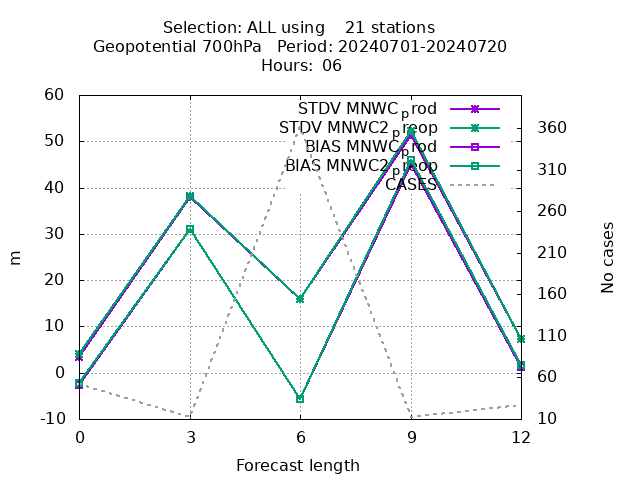 Selection: ALL using    21 stations
Geopotential 700hPa   Period: 20240701-20240720
Hours: 06
STDV MNWC_prod
STDV MNWC2_preop
BIAS MNWC_prod
BIAS MNWC2_preop
CASES
60
50
40
30
20
10
0
-10
m
360
310
260
210
160
110
60
10
No cases
0 3 6 9 12
Forecast length